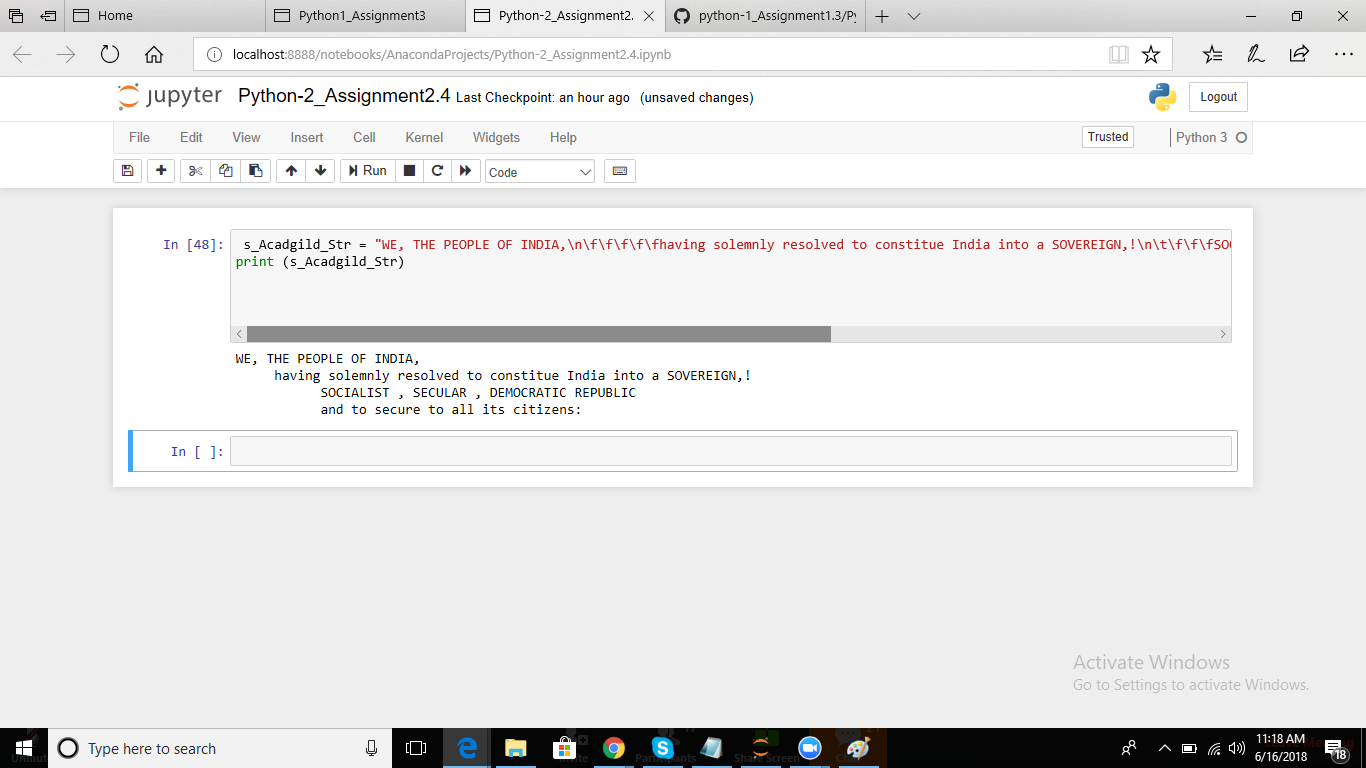 Home
Python1_Assignment3
Python-2_Assignment2.
python-1_Assignment1.3/Py
localhost:8888/notebooks/AnacondaProjects/Python-2_Assignment2.4.ipynb
jupyter Python-2_Assignment2.4 Last Checkpoint: an hour ago (unsaved changes)
Logout
File Edit View Insert Cell Kernel Widgets Help
Trusted
Python 3
Run
Code
In [48]: s_Acadgild_Str = "WE, THE PEOPLE OF INDIA,\n\f\f\f\f\fhaving solemnly resolved to constitue India into a SOVEREIGN,!\n\t\f\f\fSO
print (s_Acadgild_Str)
WE, THE PEOPLE OF INDIA,
having solemnly resolved to constitue India into a SOVEREIGN,!
SOCIALIST , SECULAR , DEMOCRATIC REPUBLIC
and to secure to all its citizens:
In [ ]:
Activate Windows
Go to Settings to activate Windows.
Type here to search
Participants
Share Screen
11:18 AM
6/16/2018
18